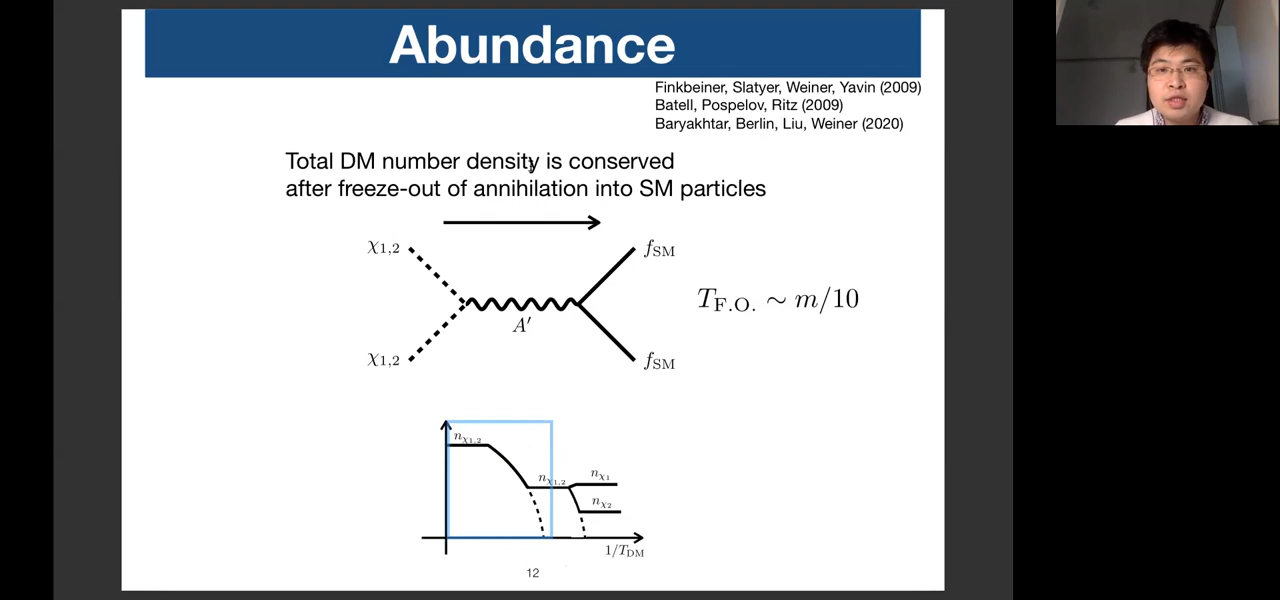 Abundance
Finkbeiner, Slatyer, Weiner, Yavin (2009)
Batell, Pospelov, Ritz (2009)
Baryakhtar, Berlin, Liu, Weiner (2020)
Total DM number density is conserved
after freeze-out of annihilation into SM particles
χ1,2
fSM
TF.O. ∼ m/10
A′
χ1,2
fSM
nχ1,2
nχ1,2
nχ1
nχ2
1/TDM
12